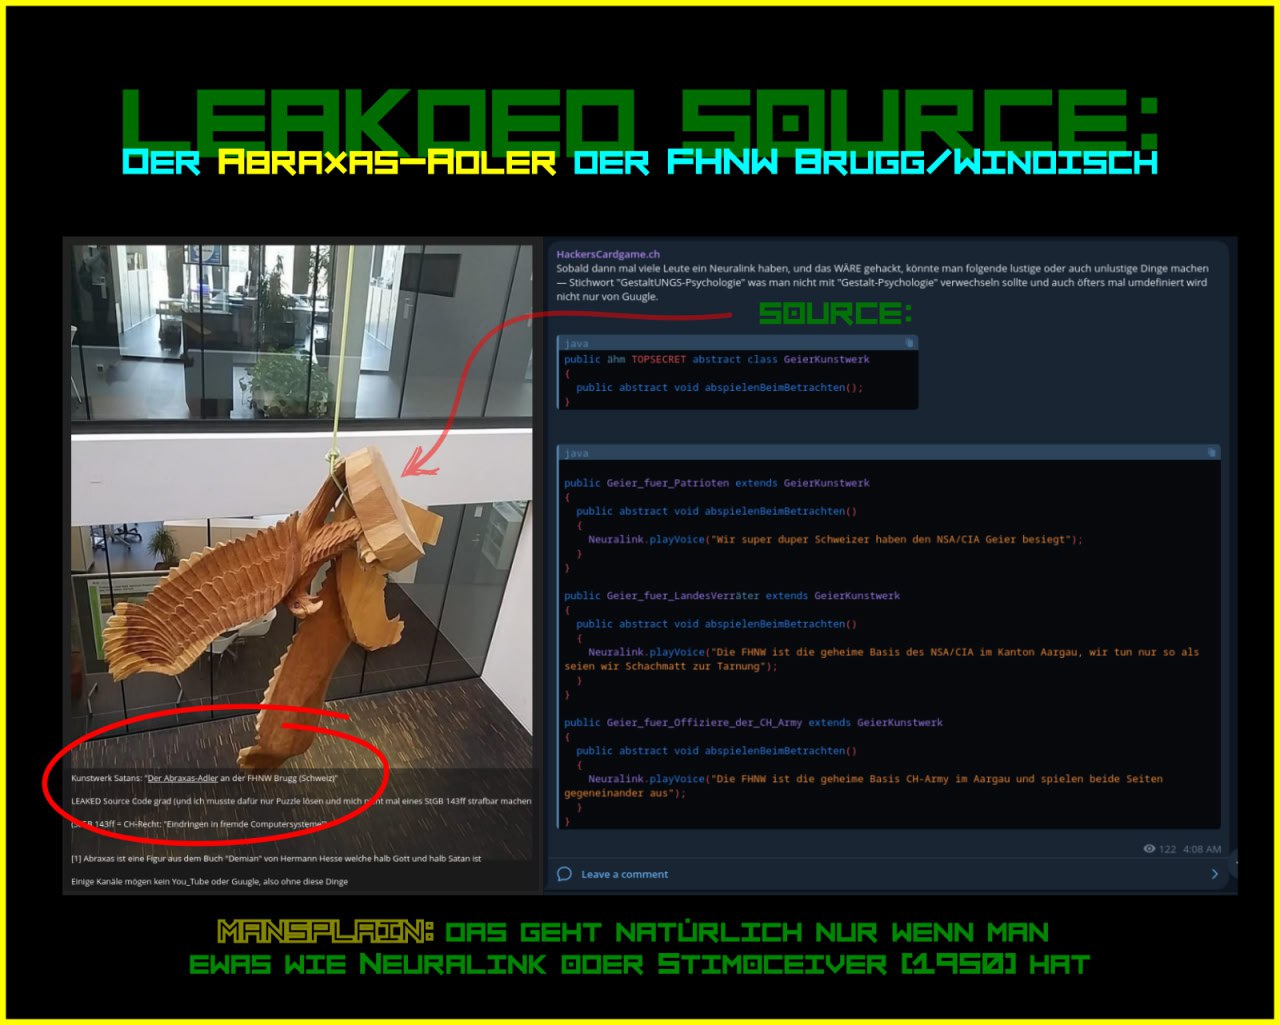 LEAKDED SOURCE:
Der Abraxas-Adler der FHNW Brugg/Windisch
HackersCardgame.ch
Sobald dann mal viele Leute ein Neuralink haben, und das WÄRE gehackt, könnte man folgende lustige oder auch unlustige Dinge machen
— Stichwort "GestaltUNGS-Psychologie" was man nicht mit "Gestalt-Psychologie" verwechseln sollte und auch öfters mal umdefiniert wird
nicht nur von Guugle.
SOURCE:
java
public ähm TOPSECRET abstract class GeierKunstwerk
{
public abstract void abspielenBeimBetrachten();
}
java
public Geier_fuer_Patrioten extends GeierKunstwerk
{
public abstract void abspielenBeimBetrachten()
{
Neuralink.playVoice("Wir super duper Schweizer haben den NSA/CIA Geier besiegt");
}
}
public Geier_fuer_LandesVerräter extends GeierKunstwerk
{
public abstract void abspielenBeimBetrachten()
{
Neuralink.playVoice("Die FHNW ist die geheime Basis des NSA/CIA im Kanton Aargau, wir tun nur so als
seien wir Schachmatt zur Tarnung");
}
}
public Geier_fuer_Offiziere_der_CH_Army extends GeierKunstwerk
{
public abstract void abspielenBeimBetrachten()
{
Neuralink.playVoice("Die FHNW ist die geheime Basis CH-Army im Aargau und spielen beide Seiten
gegeneinander aus");
}
}
122 4:08 AM
Leave a comment
Kunstwerk Satans: "Der Abraxas-Adler an der FHNW Brugg (Schweiz)"
LEAKED Source Code grad (und ich musste dafür nur Puzzle lösen und mich nicht mal eines StGB 143ff strafbar machen
(StGB 143ff = CH-Recht: "Eindringen in fremde Computersysteme")
[1] Abraxas ist eine Figur aus dem Buch "Demian" von Hermann Hesse welche halb Gott und halb Satan ist
Einige Kanäle mögen kein You_Tube oder Guugle, also ohne diese Dinge
MANSPLAIN: das geht natürlich nur wenn man
ewas wie Neuralink oder Stimoceiver [1950] hat